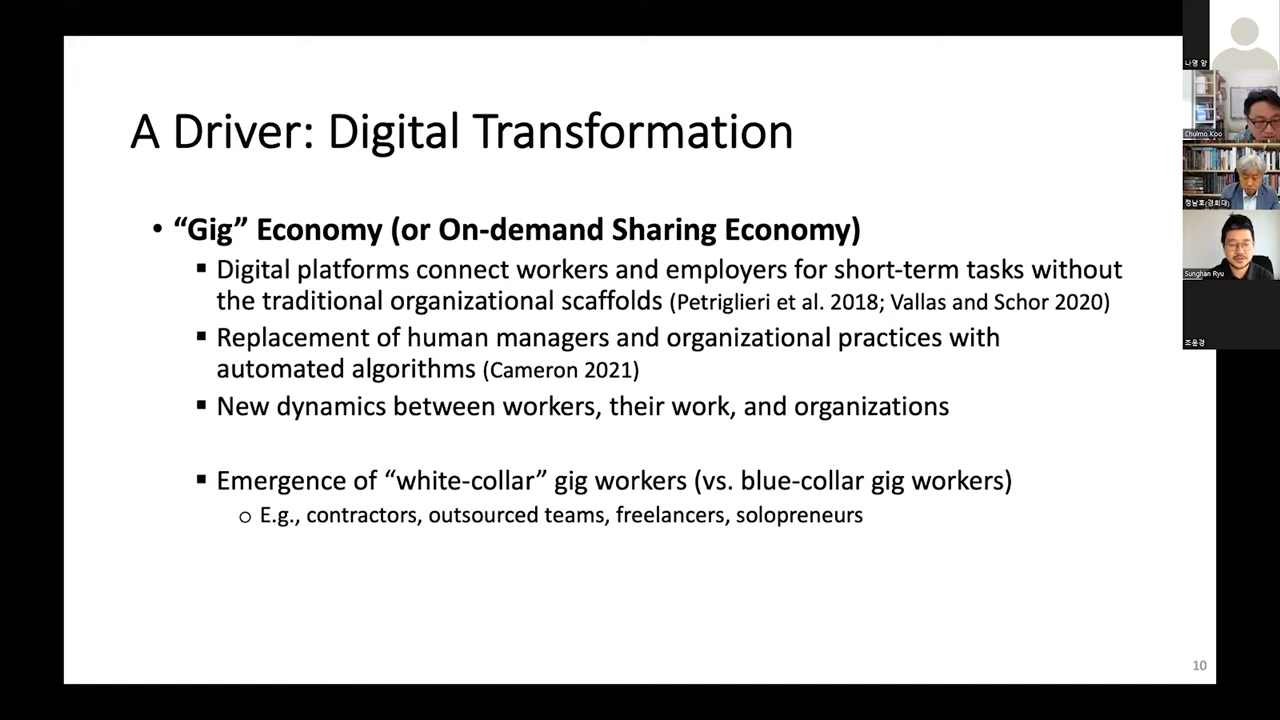 A Driver: Digital Transformation
• “Gig” Economy (or On-demand Sharing Economy)
▪ Digital platforms connect workers and employers for short-term tasks without
the traditional organizational scaffolds (Petriglieri et al. 2018; Vallas and Schor 2020)
▪ Replacement of human managers and organizational practices with
automated algorithms (Cameron 2021)
▪ New dynamics between workers, their work, and organizations
▪ Emergence of “white-collar” gig workers (vs. blue-collar gig workers)
o E.g., contractors, outsourced teams, freelancers, solopreneurs
10
나영 양
Chulmo Koo
정남호(경희대)
Sunghan Ryu
조윤경